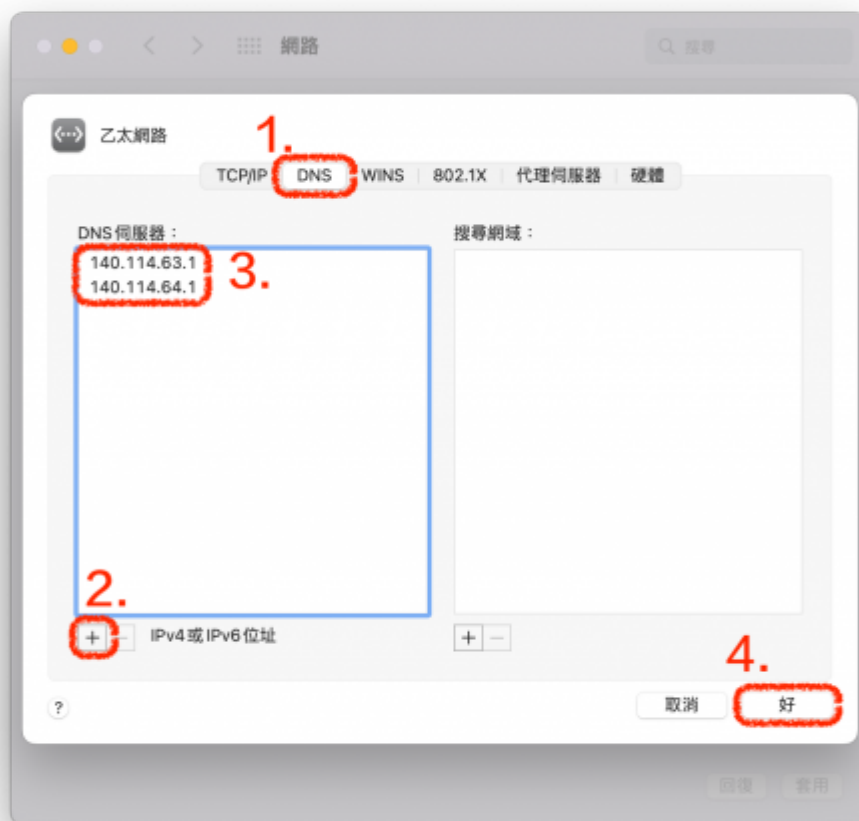 網路
搜尋
乙太網路
1.
TCP/IP DNS WINS 802.1X 代理伺服器 硬體
DNS 伺服器：
搜尋網域：
140.114.63.1
140.114.64.1
3.
2.
+ − IPv4 或 IPv6 位址
+ −
4.
?
取消
好
回復
套用